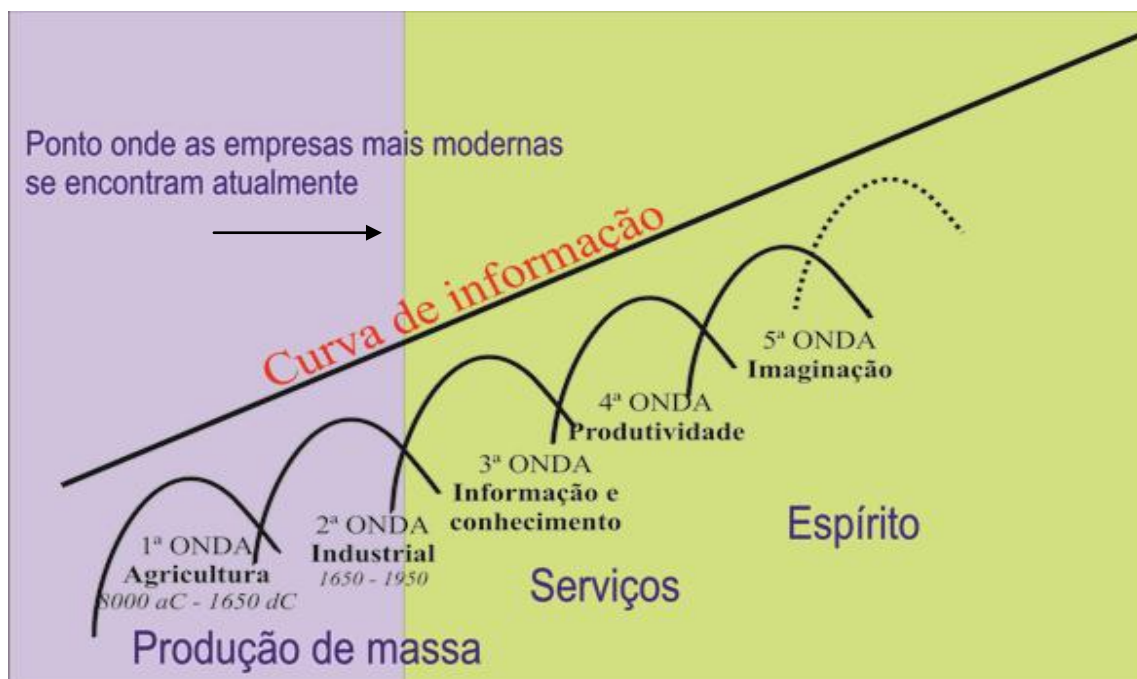 Ponto onde as empresas mais modernas
se encontram atualmente
Curva de informação
1ª ONDA
Agricultura
8000 aC - 1650 dC
2ª ONDA
Industrial
1650 - 1950
3ª ONDA
Informação e
conhecimento
4ª ONDA
Produtividade
5ª ONDA
Imaginação
Produção de massa
Serviços
Espírito